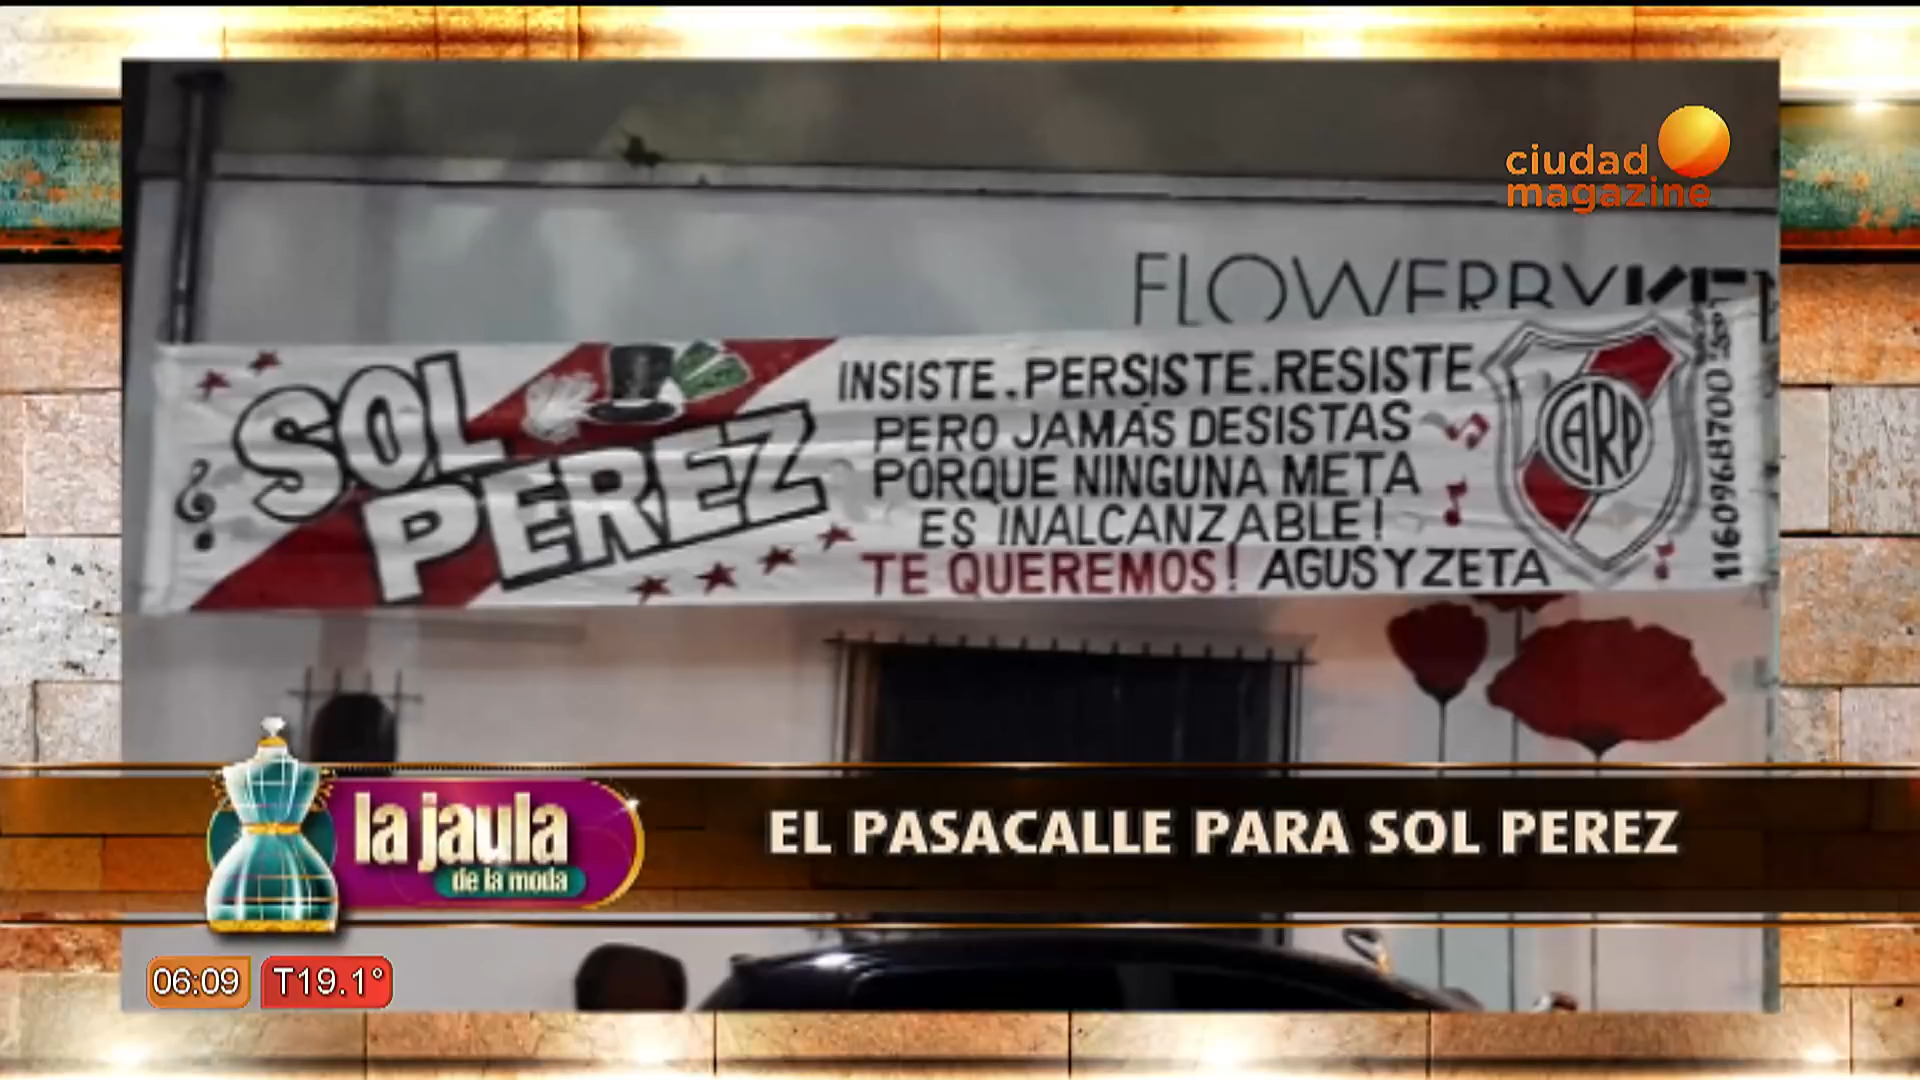 ciudad
magazine
FLOWERBY
SOL
PEREZ
INSISTE.PERSISTE.RESISTE
PERO JAMÁS DESISTAS
PORQUE NINGUNA META
ES INALCANZABLE!
TE QUEREMOS! AGUSYZETA
CARP
1160968700
la jaula
de la moda
EL PASACALLE PARA SOL PEREZ
06:09
T19.1°